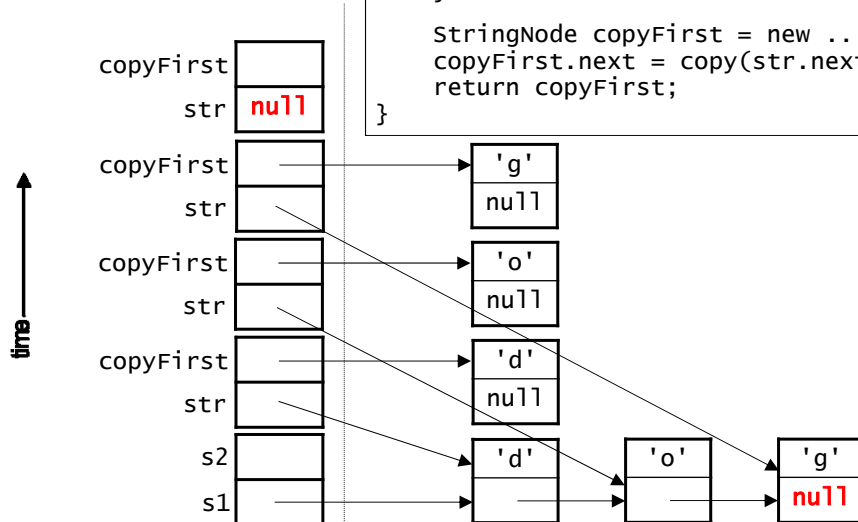 StringNode copyFirst = new ..
copyFirst.next = copy(str.next
return copyFirst;
}
copyFirst
str null
copyFirst 'g'
null
str
copyFirst 'o'
null
str
copyFirst 'd'
null
str
s2 'd' 'o' 'g'
s1 null
time